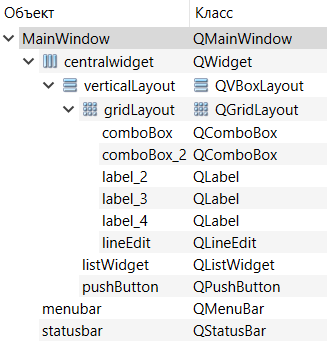 Объект Класс
MainWindow QMainWindow
centralwidget QWidget
verticalLayout QVBoxLayout
gridLayout QGridLayout
comboBox QComboBox
comboBox_2 QComboBox
label_2 QLabel
label_3 QLabel
label_4 QLabel
lineEdit QLineEdit
listWidget QListWidget
pushButton QPushButton
menubar QMenuBar
statusbar QStatusBar